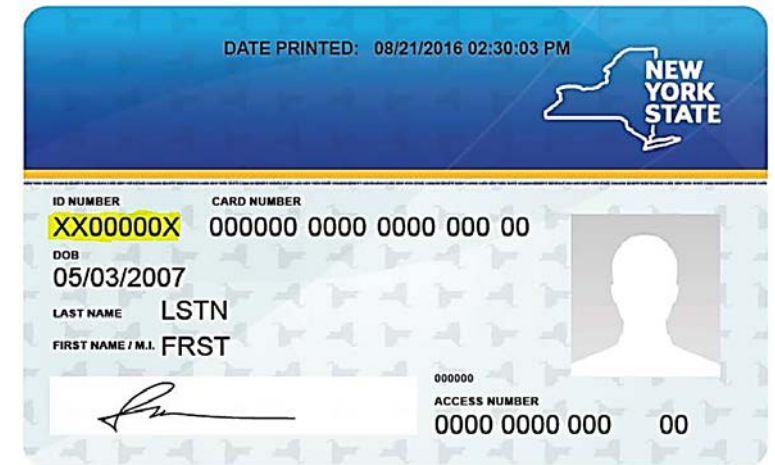 DATE PRINTED: 08/21/2016 02:30:03 PM
NEW
YORK
STATE
ID NUMBER CARD NUMBER
XX00000X 000000 0000 0000 000 00
DOB
05/03/2007
LAST NAME LSTN
FIRST NAME / M.I. FRST
000000
ACCESS NUMBER
0000 0000 000 00